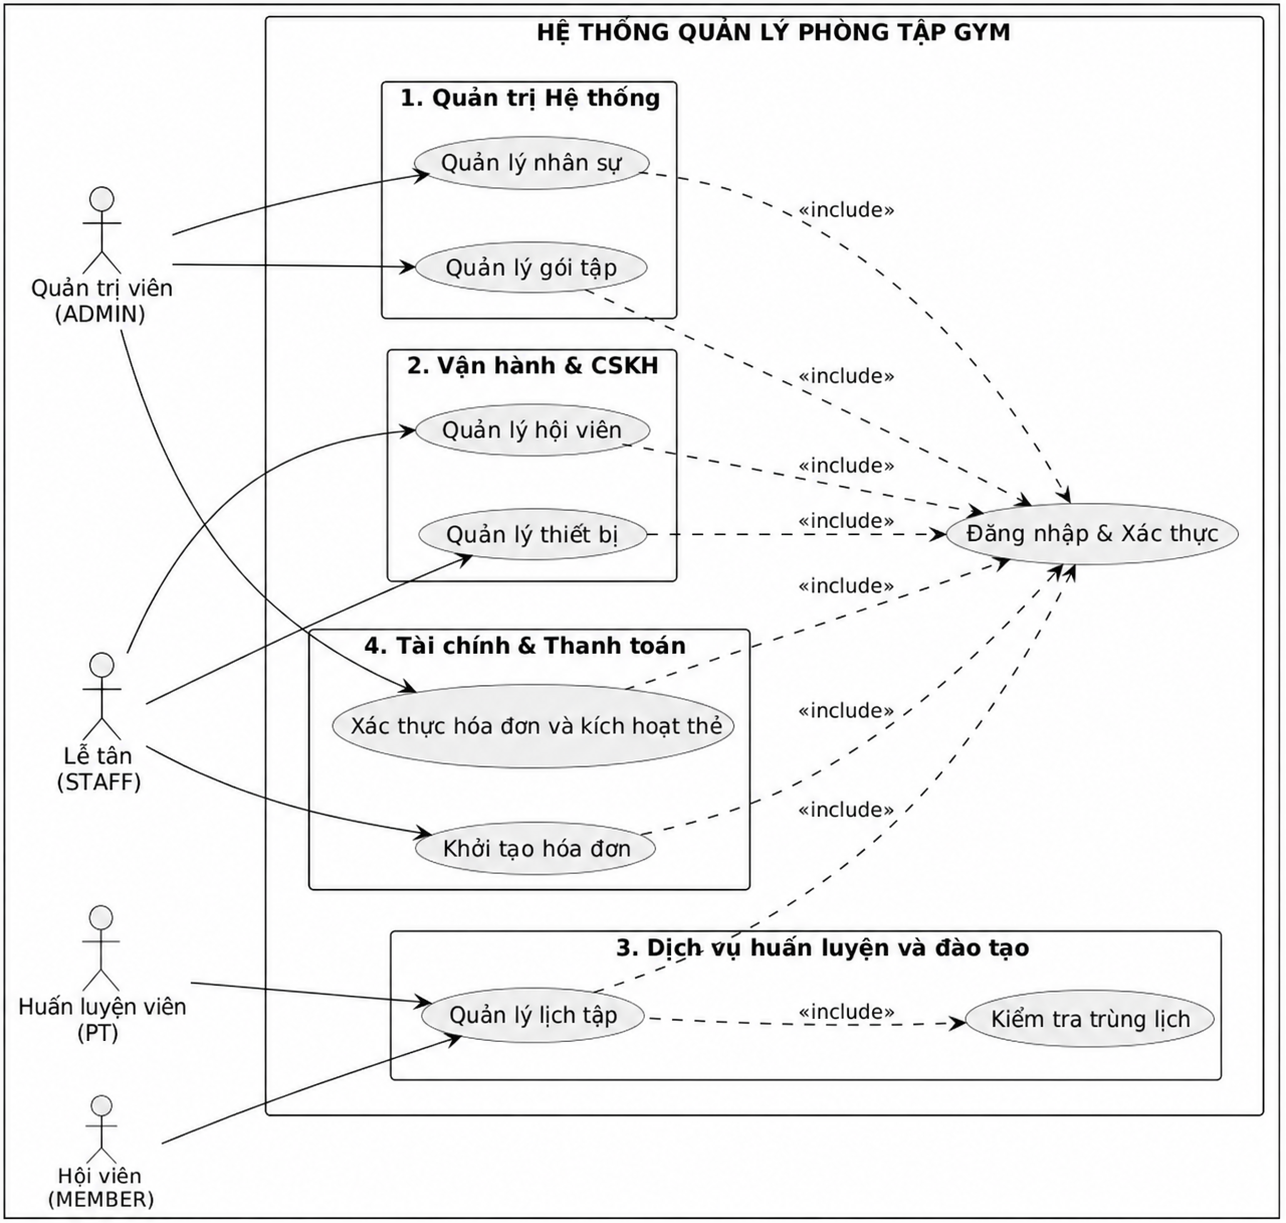 HỆ THỐNG QUẢN LÝ PHÒNG TẬP GYM
1. Quản trị Hệ thống
Quản lý nhân sự
«include»
Quản lý gói tập
Quản trị viên
(ADMIN)
2. Vận hành & CSKH
«include»
Quản lý hội viên
«include»
Quản lý thiết bị
«include»
Đăng nhập & Xác thực
«include»
4. Tài chính & Thanh toán
Xác thực hóa đơn và kích hoạt thẻ
«include»
Lễ tân
(STAFF)
«include»
Khởi tạo hóa đơn
3. Dịch vụ huấn luyện và đào tạo
Huấn luyện viên
(PT)
Quản lý lịch tập
«include»
Kiểm tra trùng lịch
Hội viên
(MEMBER)